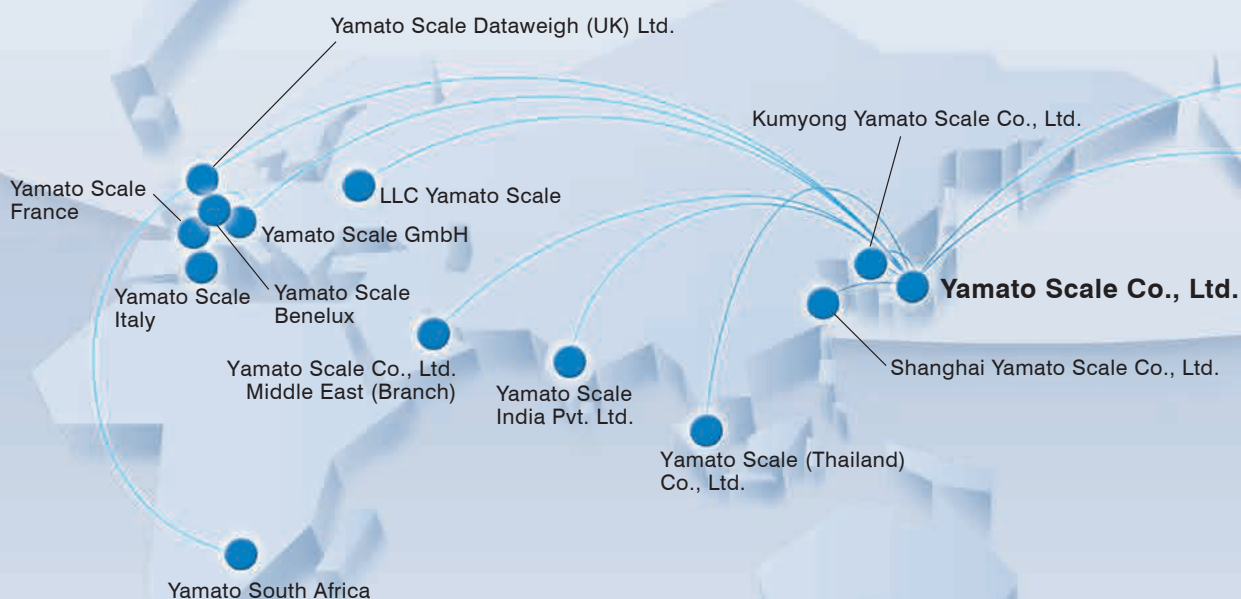 Yamato Scale Dataweigh (UK) Ltd.
Kumyong Yamato Scale Co., Ltd.
Yamato Scale
France
LLC Yamato Scale
Yamato Scale GmbH
Yamato Scale
Italy
Yamato Scale
Benelux
Yamato Scale Co., Ltd.
Shanghai Yamato Scale Co., Ltd.
Yamato Scale Co., Ltd.
Middle East (Branch)
Yamato Scale
India Pvt. Ltd.
Yamato Scale (Thailand)
Co., Ltd.
Yamato South Africa